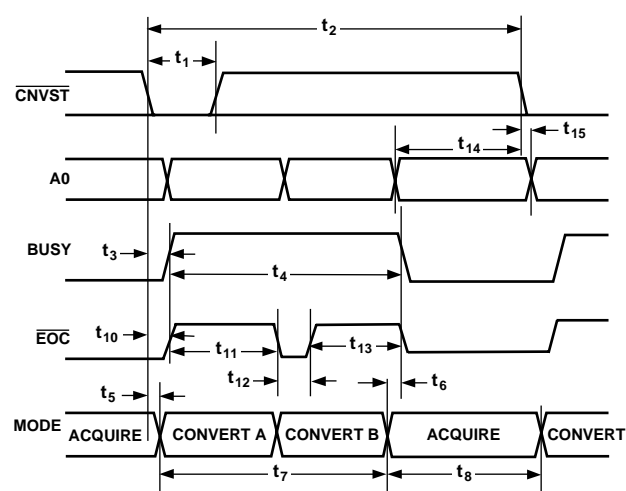 t2
t1
CNVST
t15
t14
A0
BUSY
t3
t4
t10
EOC
t11
t13
t12
t5
t6
MODE
ACQUIRE CONVERT A CONVERT B ACQUIRE CONVERT
t7
t8